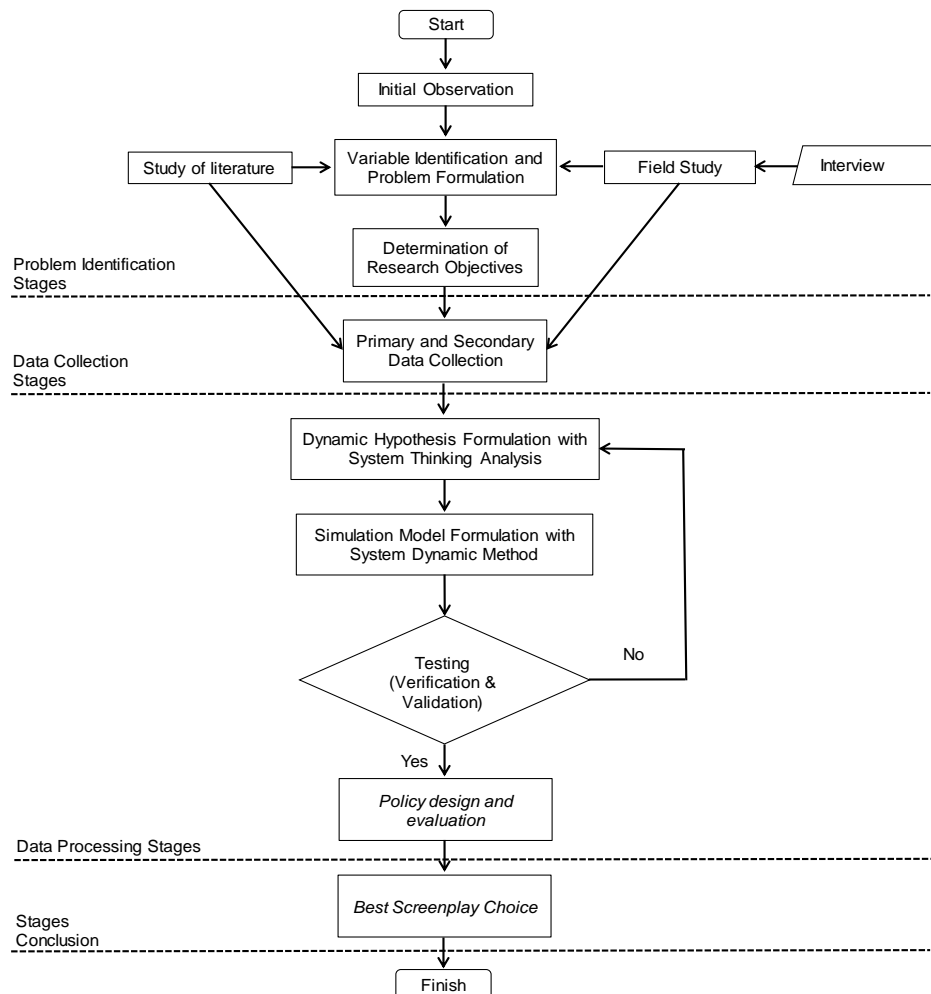 Start
Initial Observation
Study of literature
Variable Identification and
Problem Formulation
Field Study
Interview
Determination of
Research Objectives
Problem Identification
Stages
Primary and Secondary
Data Collection
Data Collection
Stages
Dynamic Hypothesis Formulation with
System Thinking Analysis
Simulation Model Formulation with
System Dynamic Method
Testing
(Verification &
Validation)
No
Yes
Policy design and
evaluation
Data Processing Stages
Best Screenplay Choice
Stages
Conclusion
Finish